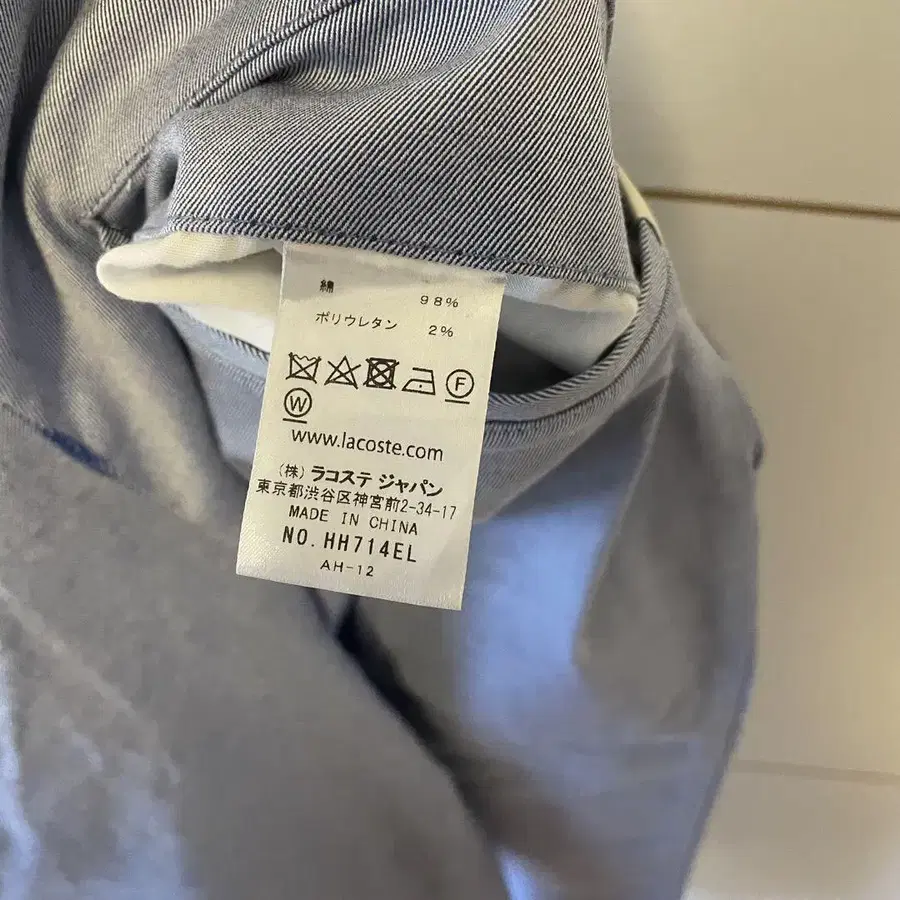 綿 98%
ポリウレタン 2%
F
W
www.lacoste.com
(株) ラコステ ジャパン
東京都渋谷区神宮前2-34-17
MADE IN CHINA
NO. HH714EL
AH-12